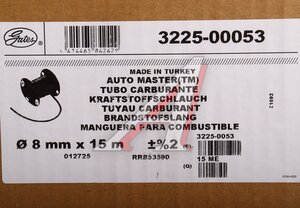 Gates
3225-00053
5414465842429
MADE IN TURKEY
AUTO MASTER(TM)
TUBO CARBURANTE
KRAFTSTOFFSCHLAUCH
TUYAU CARBURANT
BRANDSTOFSLANG
MANGUERA PARA COMBUSTIBLE
Ø 8 mm x 15 m ±%2
3225-0053
012725 RRB53590 (Q) 15 ME